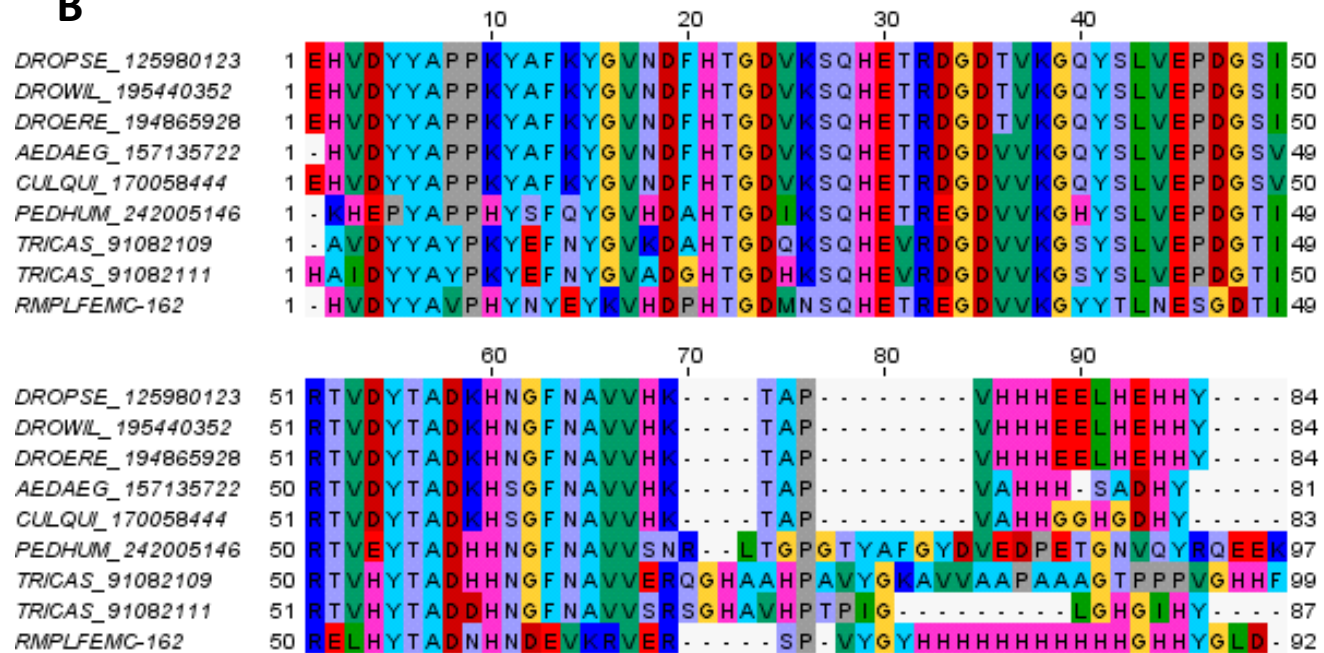 B
10 20 30 40
DROPSE_125980123 1 EHVDYYAPPKYAFKYGVNDFHTGDVKSQHETRDGDTVKGQYSLVEPDGSI 50
DROWIL_195440352 1 EHVDYYAPPKYAFKYGVNDFHTGDVKSQHETRDGDTVKGQYSLVEPDGSI 50
DROERE_194865928 1 EHVDYYAPPKYAFKYGVNDFHTGDVKSQHETRDGDTVKGQYSLVEPDGSI 50
AEDAEG_157135722 1 -HVDYYAPPKYAFKYGVNDFHTGDVKSQHETRDGDVVKGQYSLVEPDGSV 49
CULQUI_170058444 1 EHVDYYAPPKYAFKYGVNDFHTGDVKSQHETRDGDVVKGQYSLVEPDGSV 50
PEDHUM_242005146 1 -KHEPYAPPHYSFQYGVHDAHTGDIKSQHETREGDVVKGHYSLVEPDGTI 49
TRICAS_91082109 1 -AVDYYAYPKYEFNYGVKDAHTGDQKSQHEVRDGDVVKGSYSLVEPDGTI 49
TRICAS_91082111 1 HAIDYYAYPKYEFNYGVADGHTGDHKSQHEVRDGDVVKGSYSLVEPDGTI 50
RMPLFEMC-162 1 -HVDYYAVPHYNYEYKVHDPHTGDMNSQHETREGDVVKGYYTLNESGDTI 49
60 70 80 90
DROPSE_125980123 51 RTVDYTADKHNGFNAVVHK----TAP--------VHHHEELHEHHY---- 84
DROWIL_195440352 51 RTVDYTADKHNGFNAVVHK----TAP--------VHHHEELHEHHY---- 84
DROERE_194865928 51 RTVDYTADKHNGFNAVVHK----TAP--------VHHHEELHEHHY---- 84
AEDAEG_157135722 50 RTVDYTADKHSGFNAVVHK----TAP--------VAHHH-SADHY----- 81
CULQUI_170058444 51 RTVDYTADKHSGFNAVVHK----TAP--------VAHHGGHGDHY----- 83
PEDHUM_242005146 50 RTVEYTADHHNGFNAVVSNR--LTGPGTYAFGYDVEDPETGNVQYRQEEK 97
TRICAS_91082109 50 RTVHYTADHHNGFNAVVERQGHAAHPAVYGKAVVAAPAAAGTPPPVGHHF 99
TRICAS_91082111 51 RTVHYTADDHNGFNAVVSRSGHAVHPTPIG---------LGHGIHY---- 87
RMPLFEMC-162 50 RELHYTADNHNDEVKRVER-----SP-VYGYHHHHHHHHHHHGHHYGLD- 92